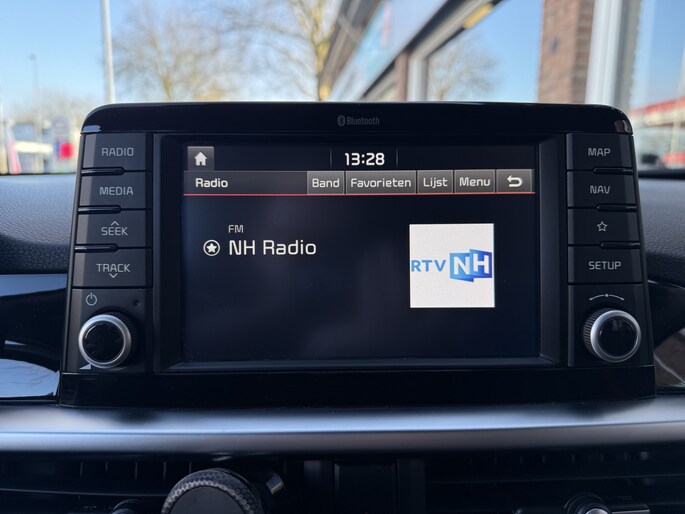 Bluetooth
RADIO
MEDIA
SEEK
TRACK
13:28
Radio Band Favorieten Lijst Menu
FM
NH Radio
RTV NH
MAP
NAV
SETUP